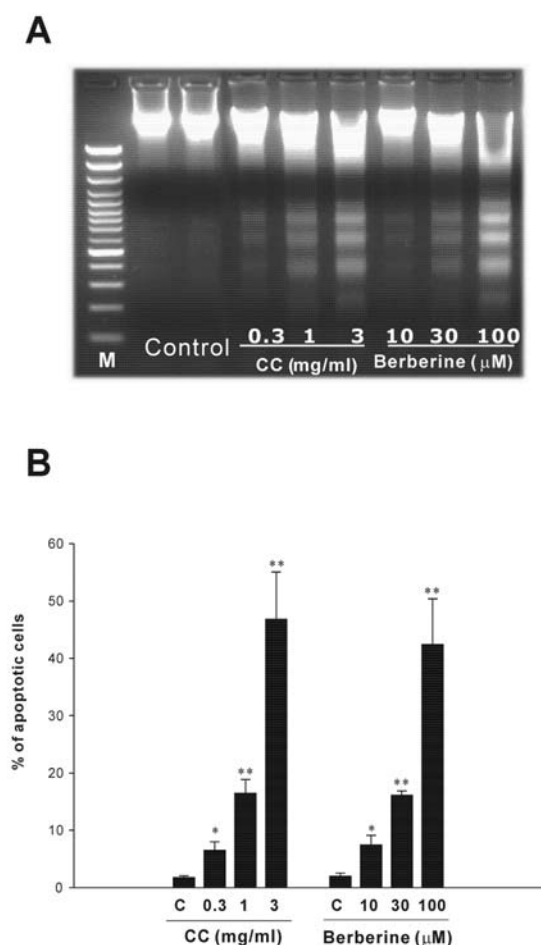 A
M Control 0.3 1 3 10 30 100
CC (mg/ml) Berberine (μM)
B
60
50
40
30
20
10
0
% of apoptotic cells
* ** ** * ** **
C 0.3 1 3 C 10 30 100
CC (mg/ml) Berberine (μM)